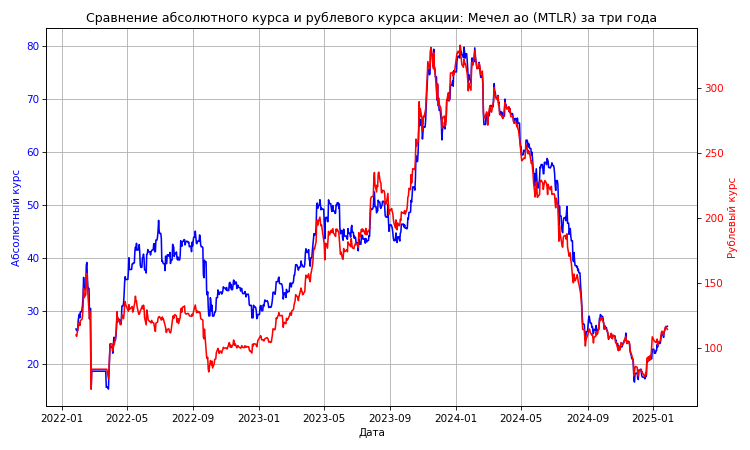 Сравнение абсолютного курса и рублевого курса акции: Мечел ао (MTLR) за три года
80
70
60
50
40
30
20
Абсолютный курс
300
250
200
150
100
Рублевый курс
2022-01 2022-05 2022-09 2023-01 2023-05 2023-09 2024-01 2024-05 2024-09 2025-01
Дата